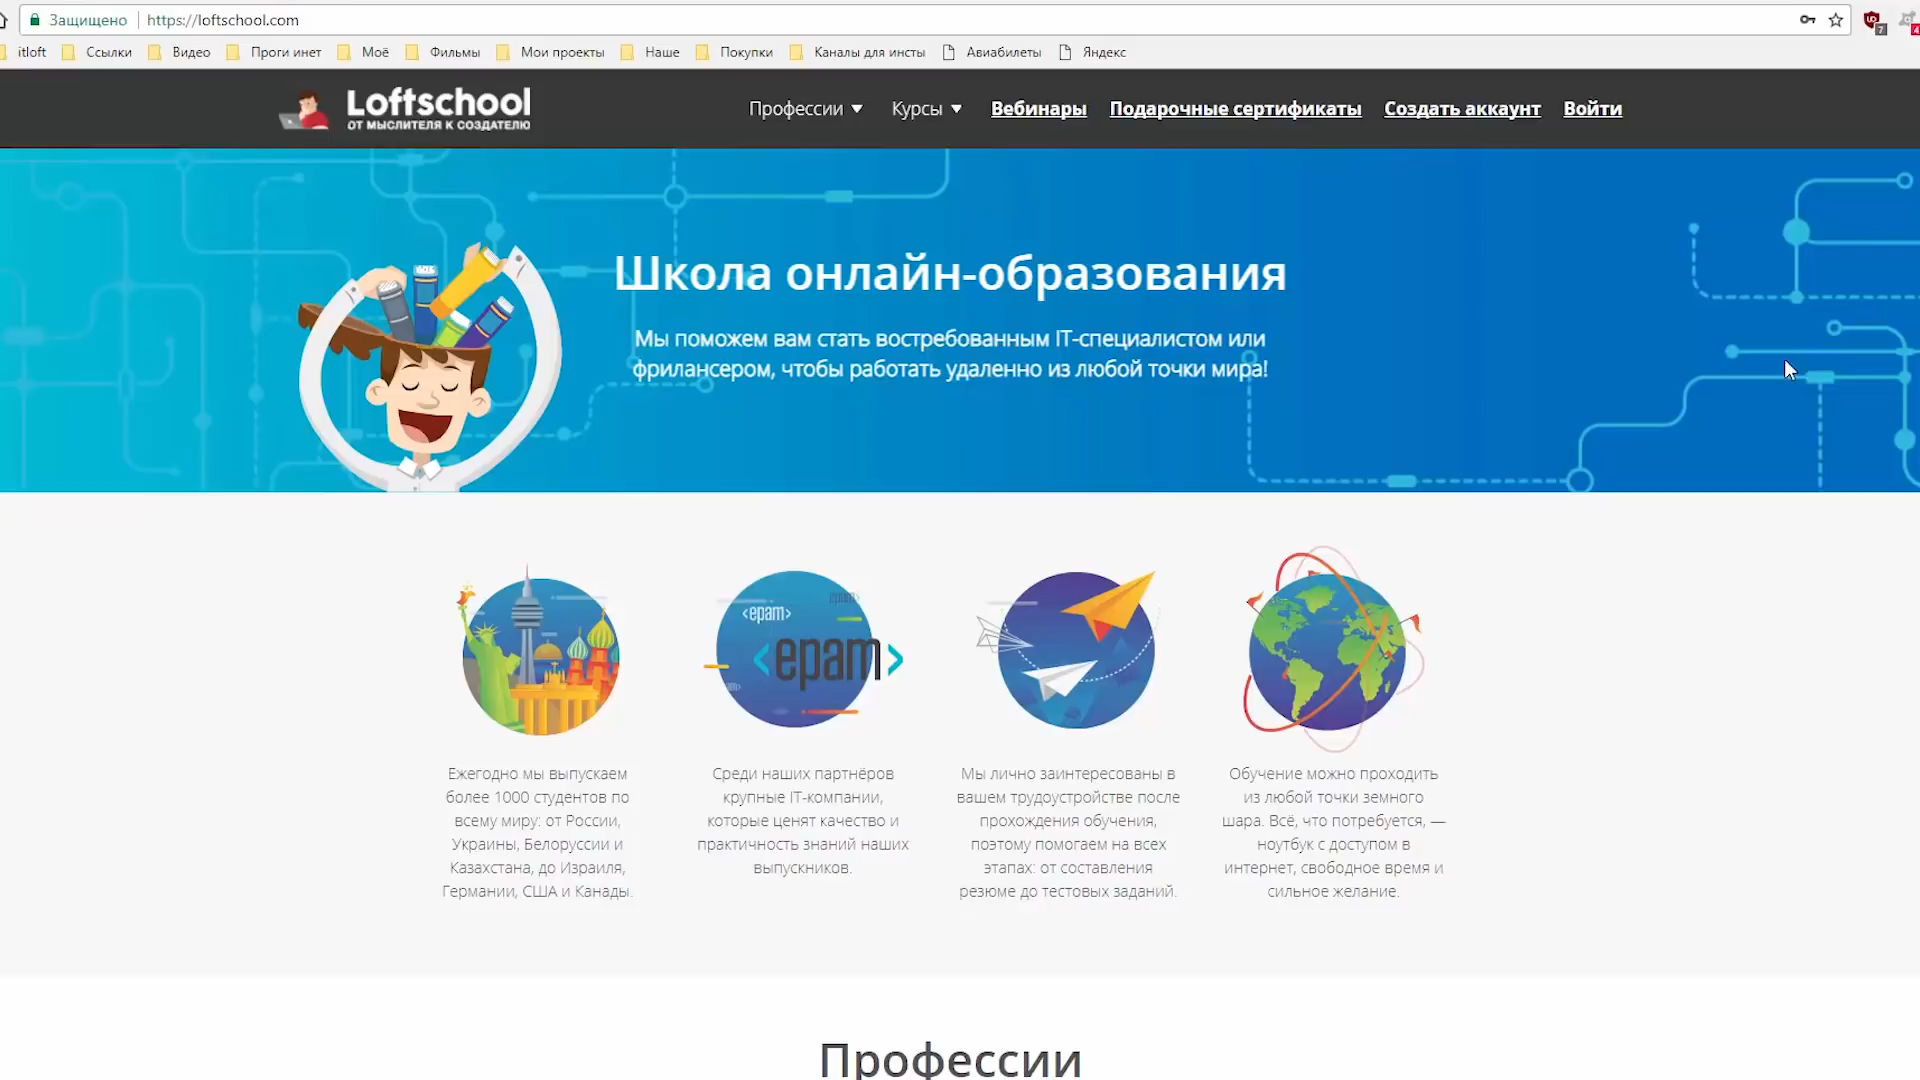 Защищено https://loftschool.com
7
4
itloft Ссылки Видео Проги инет Моё Фильмы Мои проекты Наше Покупки Каналы для инсты Авиабилеты Яндекс
Loftschool
ОТ МЫСЛИТЕЛЯ К СОЗДАТЕЛЮ
Профессии Курсы Вебинары Подарочные сертификаты Создать аккаунт Войти
Школа онлайн-образования
Мы поможем вам стать востребованным IT-специалистом или
фрилансером, чтобы работать удаленно из любой точки мира!
<epam>
<epam>
<epam>
Ежегодно мы выпускаем
более 1000 студентов по
всему миру: от России,
Украины, Белоруссии и
Казахстана, до Израиля,
Германии, США и Канады.
Среди наших партнёров
крупные IT-компании,
которые ценят качество и
практичность знаний наших
выпускников.
Мы лично заинтересованы в
вашем трудоустройстве после
прохождения обучения,
поэтому помогаем на всех
этапах: от составления
резюме до тестовых заданий.
Обучение можно проходить
из любой точки земного
шара. Всё, что потребуется, —
ноутбук с доступом в
интернет, свободное время и
сильное желание.
Профессии